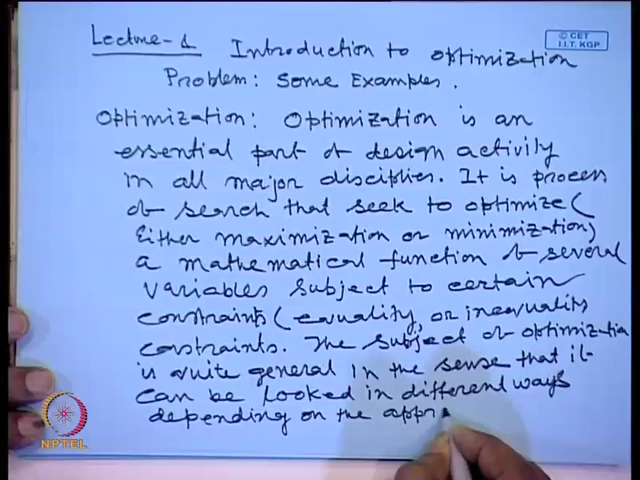 Lecture-1 Introduction to optimization
© CET
I.I.T. KGP
Problem: Some Examples.
Optimization: Optimization is an
essential part of design activity
in all major disciplies. It is process
of search that seek to optimize (
Either maximization or minimization)
a mathematical function of several
variables subject to certain
constraints (equality, or inequality
constraints. The subject of optimization
is quite general in the sense that it
can be looked in different ways
depending on the appr
NPTEL